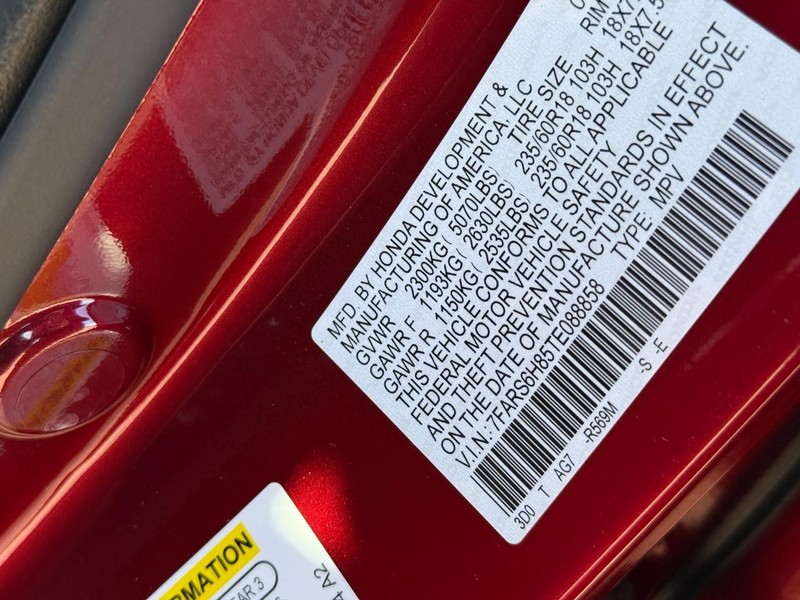 MFD. BY HONDA DEVELOPMENT &
MANUFACTURING OF AMERICA, LLC
TIRE SIZE RIM
GVWR 2300KG( 5070LBS)
GAWR F 1193KG( 2630LBS) 235/60R18 103H 18X7.5
GAWR R 1150KG( 2535LBS) 235/60R18 103H 18X7.5
THIS VEHICLE CONFORMS TO ALL APPLICABLE
FEDERAL MOTOR VEHICLE SAFETY
AND THEFT PREVENTION STANDARDS IN EFFECT
ON THE DATE OF MANUFACTURE SHOWN ABOVE.
V.I.N: 7FARS6H85TE088858 TYPE: MPV
3D0 T AG7 -R569M -S -E